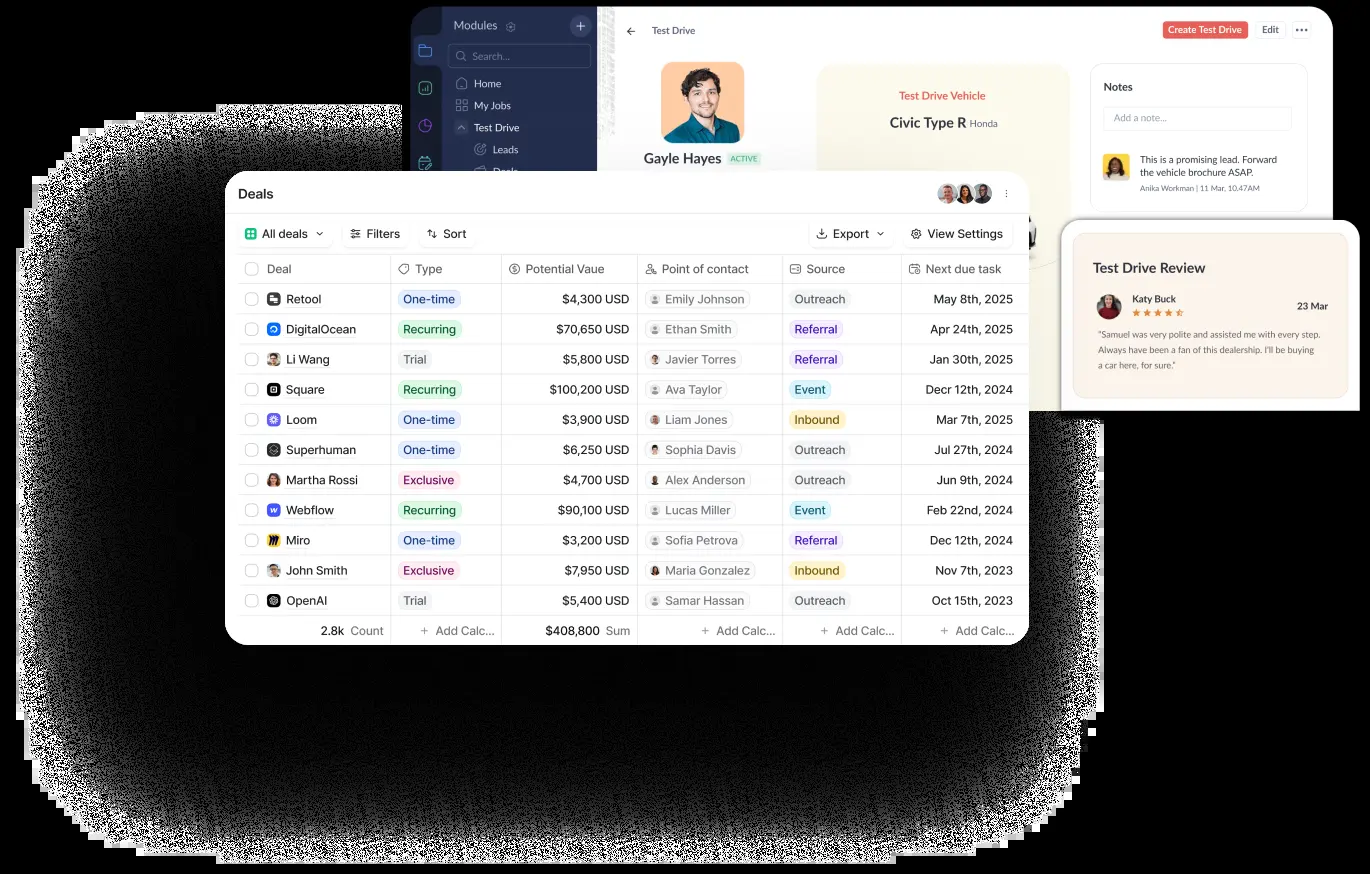 Modules
Search...
Home
My Jobs
Test Drive
Leads
Deals
Test Drive
Create Test Drive
Edit
Gayle Hayes ACTIVE
Test Drive Vehicle
Civic Type R Honda
Notes
Add a note...
This is a promising lead. Forward
the vehicle brochure ASAP.
Anika Workman | 11 Mar, 10.47AM
Test Drive Review
Katy Buck
23 Mar
"Samuel was very polite and assisted me with every step.
Always have been a fan of this dealership. I'll be buying
a car here, for sure."
Deals
All deals Filters Sort Export View Settings
Deal Type Potential Vaue Point of contact Source Next due task
Retool One-time $4,300 USD Emily Johnson Outreach May 8th, 2025
DigitalOcean Recurring $70,650 USD Ethan Smith Referral Apr 24th, 2025
Li Wang Trial $5,800 USD Javier Torres Referral Jan 30th, 2025
Square Recurring $100,200 USD Ava Taylor Event Decr 12th, 2024
Loom One-time $3,900 USD Liam Jones Inbound Mar 7th, 2025
Superhuman One-time $6,250 USD Sophia Davis Outreach Jul 27th, 2024
Martha Rossi Exclusive $4,700 USD Alex Anderson Outreach Jun 9th, 2024
Webflow Recurring $90,100 USD Lucas Miller Event Feb 22nd, 2024
Miro One-time $3,200 USD Sofia Petrova Referral Dec 12th, 2024
John Smith Exclusive $7,950 USD Maria Gonzalez Inbound Nov 7th, 2023
OpenAI Trial $5,400 USD Samar Hassan Outreach Oct 15th, 2023
2.8k Count + Add Calc... $408,800 Sum + Add Calc... + Add Calc... + Add Calc...